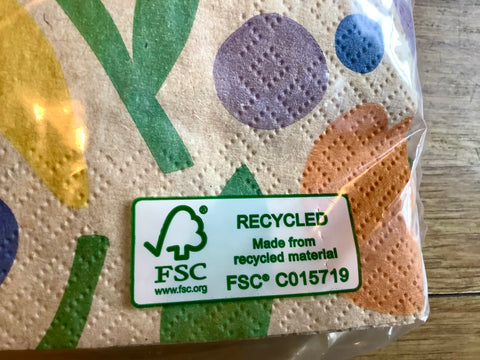 ®
FSC
www.fsc.org
RECYCLED
Made from
recycled material
FSC® C015719